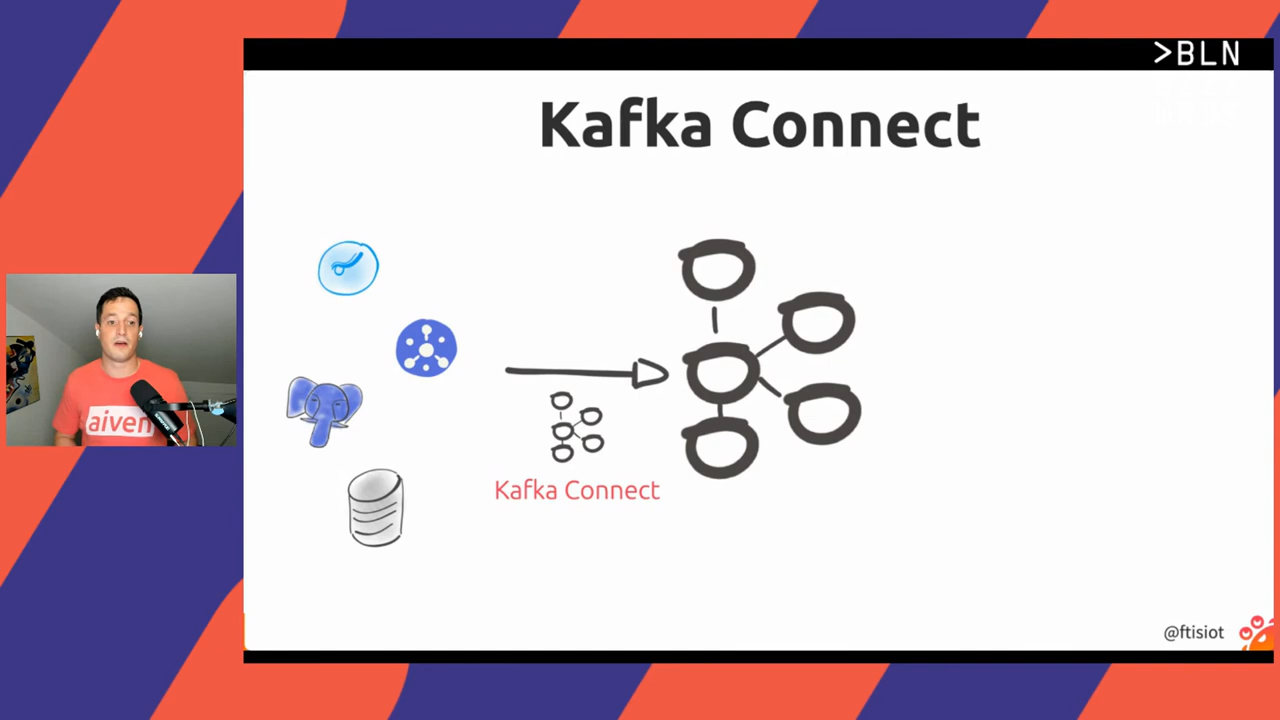 >BLN
Kafka Connect
aiven
Kafka Connect
@ftisiot